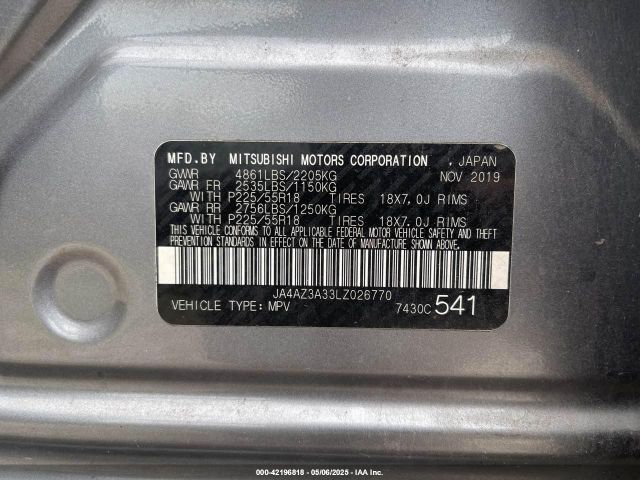 MFD.BY MITSUBISHI MOTORS CORPORATION , JAPAN
GVWR 4861LBS/2205KG NOV 2019
GAWR FR 2535LBS/1150KG
WITH P225/55R18 TIRES 18X7.0J RIMS
GAWR RR 2756LBS/1250KG
WITH P225/55R18 TIRES 18X7.0J RIMS
THIS VEHICLE CONFORMS TO ALL APPLICABLE FEDERAL MOTOR VEHICLE SAFETY AND THEFT
PREVENTION STANDARDS IN EFFECT ON THE DATE OF MANUFACTURE SHOWN ABOVE.
JA4AZ3A33LZ026770
VEHICLE TYPE: MPV 7430C 541
000-42196818 - 05/06/2025 - IAA Inc.